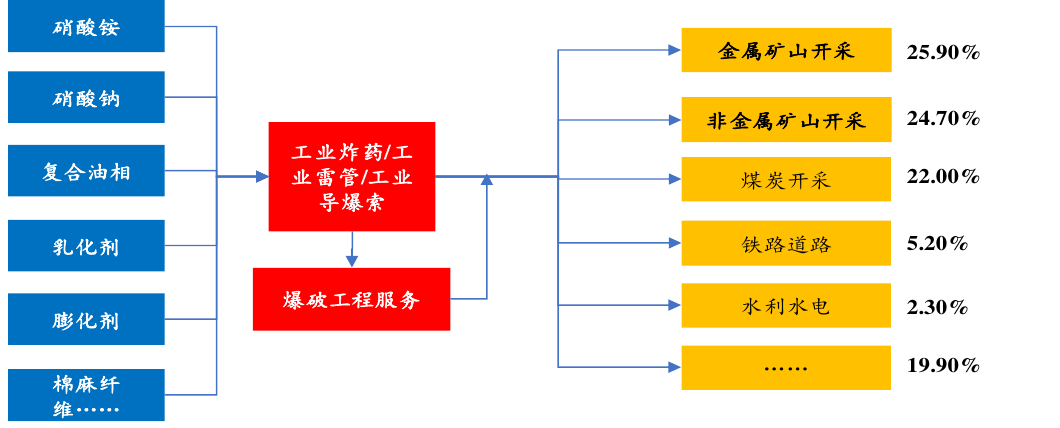 硝酸铵
硝酸钠
复合油相
乳化剂
膨化剂
棉麻纤
维……
工业炸药/工
业雷管/工业
导爆索
爆破工程服务
金属矿山开采 25.90%
非金属矿山开采 24.70%
煤炭开采 22.00%
铁路道路 5.20%
水利水电 2.30%
…… 19.90%